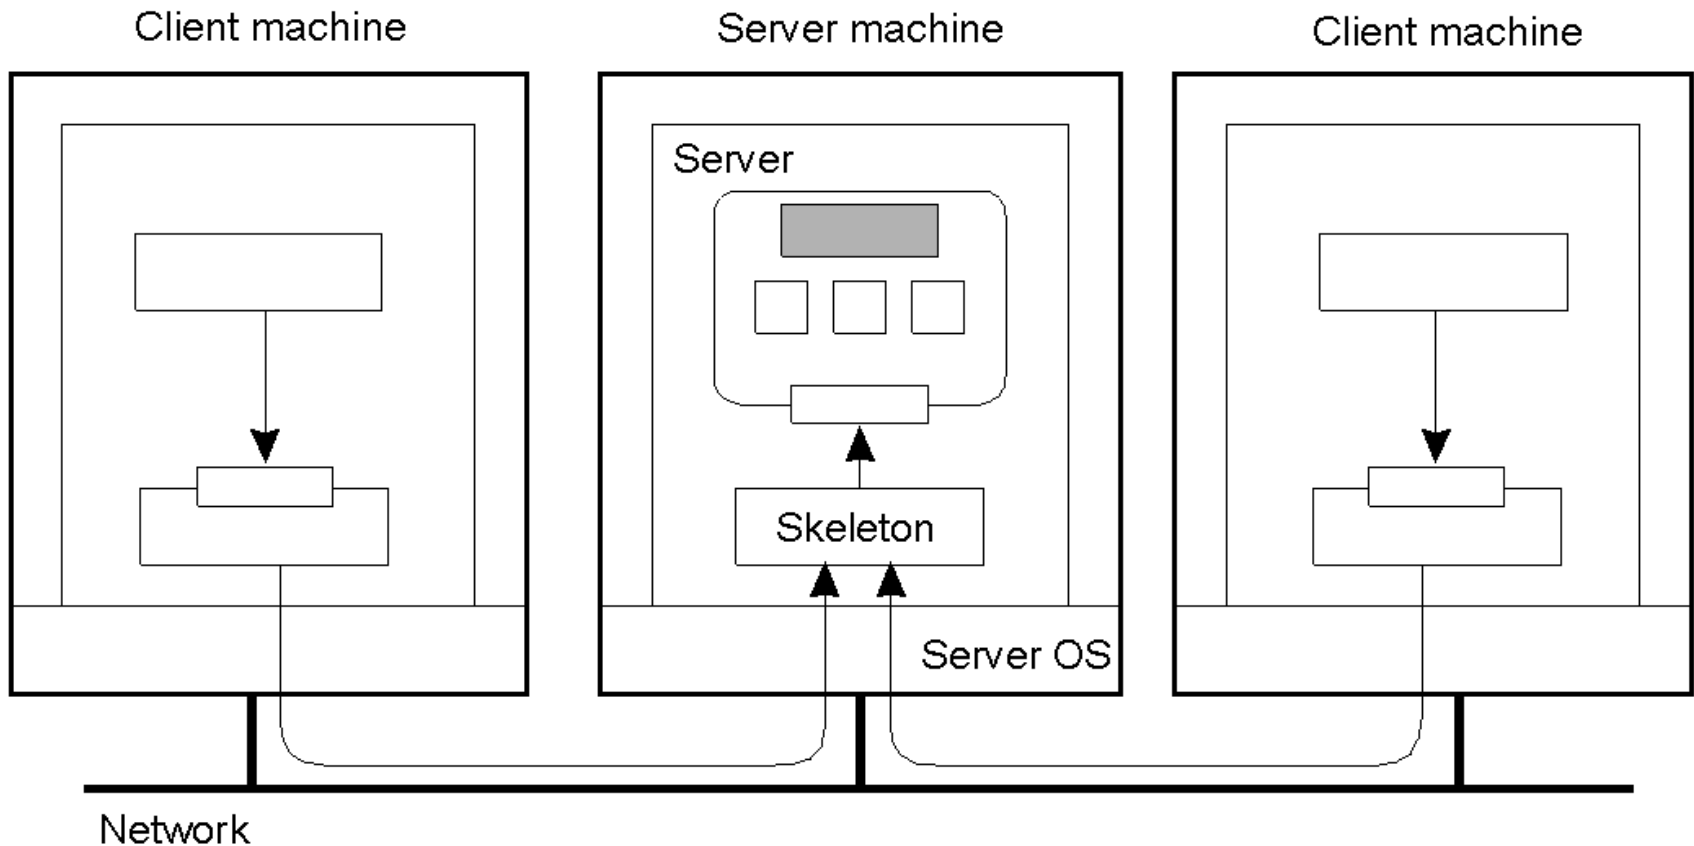 Client machine
Server machine
Client machine
Server
Skeleton
Server OS
Network